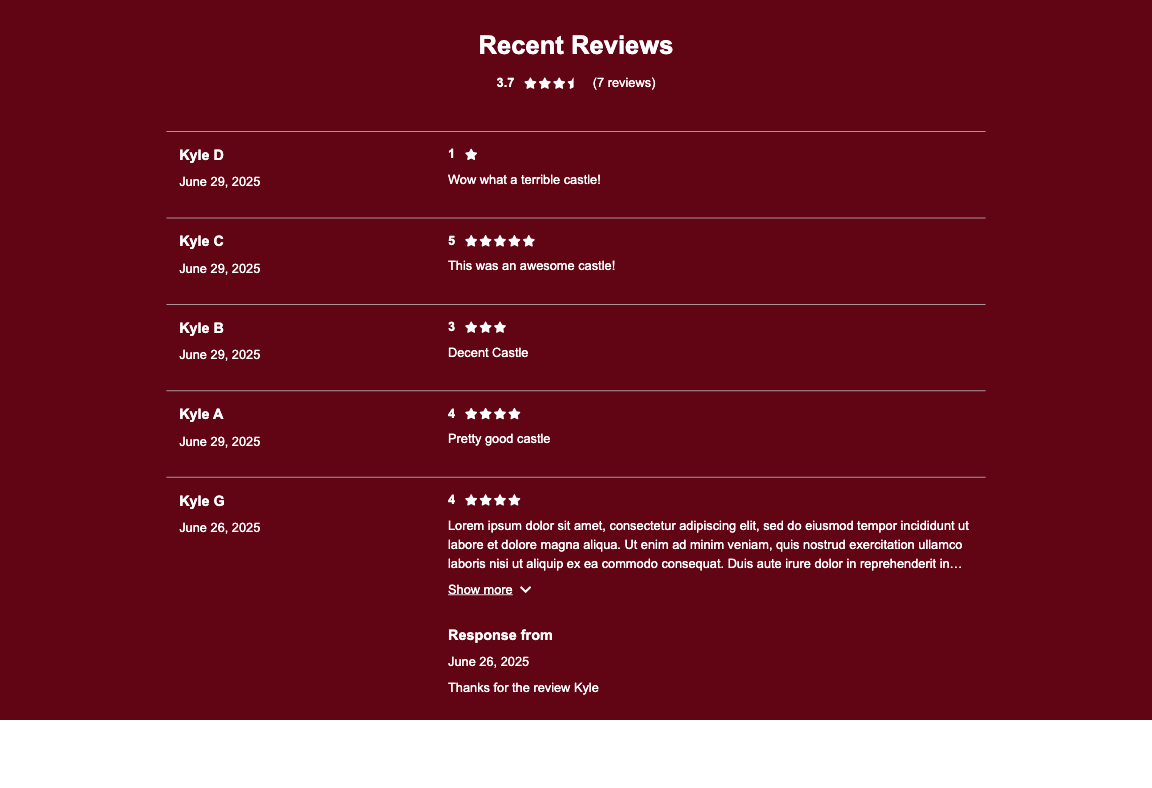 Recent Reviews
3.7 (7 reviews)
Kyle D
June 29, 2025
1
Wow what a terrible castle!
Kyle C
June 29, 2025
5
This was an awesome castle!
Kyle B
June 29, 2025
3
Decent Castle
Kyle A
June 29, 2025
4
Pretty good castle
Kyle G
June 26, 2025
4
Lorem ipsum dolor sit amet, consectetur adipiscing elit, sed do eiusmod tempor incididunt ut
labore et dolore magna aliqua. Ut enim ad minim veniam, quis nostrud exercitation ullamco
laboris nisi ut aliquip ex ea commodo consequat. Duis aute irure dolor in reprehenderit in…
Show more
Response from
June 26, 2025
Thanks for the review Kyle